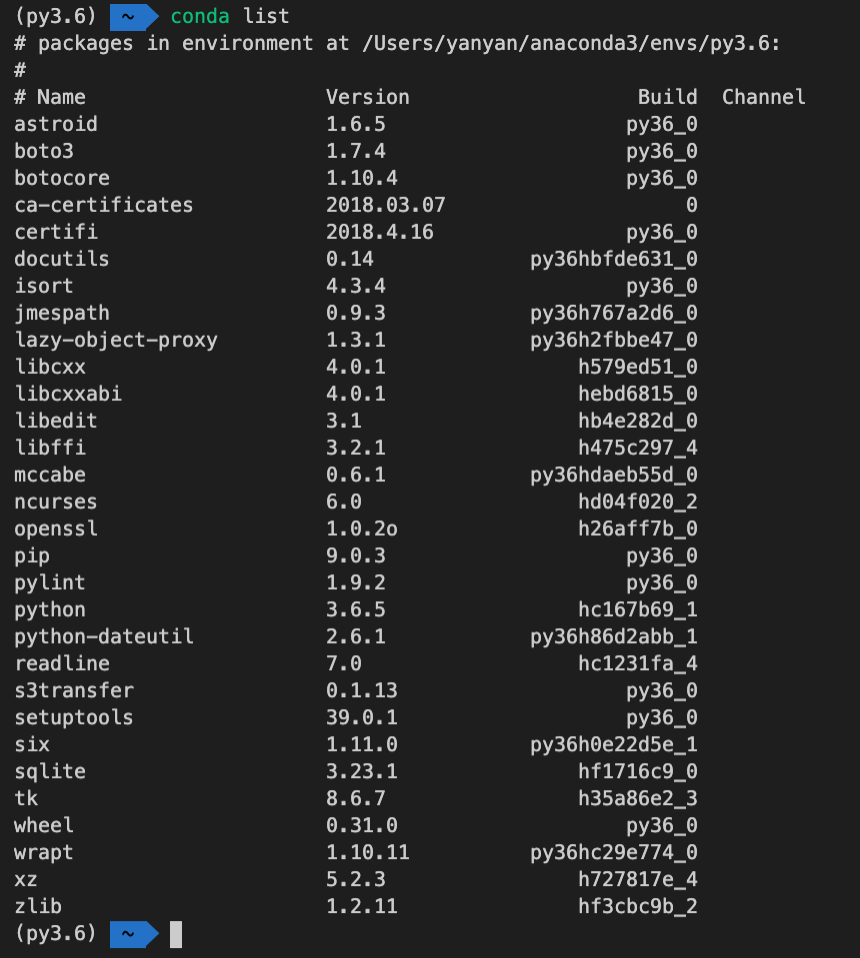 (py3.6) ~ conda list
# packages in environment at /Users/yanyan/anaconda3/envs/py3.6:
#
# Name Version Build Channel
astroid 1.6.5 py36_0
boto3 1.7.4 py36_0
botocore 1.10.4 py36_0
ca-certificates 2018.03.07 0
certifi 2018.4.16 py36_0
docutils 0.14 py36hbfde631_0
isort 4.3.4 py36_0
jmespath 0.9.3 py36h767a2d6_0
lazy-object-proxy 1.3.1 py36h2fbbe47_0
libcxx 4.0.1 h579ed51_0
libcxxabi 4.0.1 hebd6815_0
libedit 3.1 hb4e282d_0
libffi 3.2.1 h475c297_4
mccabe 0.6.1 py36hdaeb55d_0
ncurses 6.0 hd04f020_2
openssl 1.0.2o h26aff7b_0
pip 9.0.3 py36_0
pylint 1.9.2 py36_0
python 3.6.5 hc167b69_1
python-dateutil 2.6.1 py36h86d2abb_1
readline 7.0 hc1231fa_4
s3transfer 0.1.13 py36_0
setuptools 39.0.1 py36_0
six 1.11.0 py36h0e22d5e_1
sqlite 3.23.1 hf1716c9_0
tk 8.6.7 h35a86e2_3
wheel 0.31.0 py36_0
wrapt 1.10.11 py36hc29e774_0
xz 5.2.3 h727817e_4
zlib 1.2.11 hf3cbc9b_2
(py3.6) ~